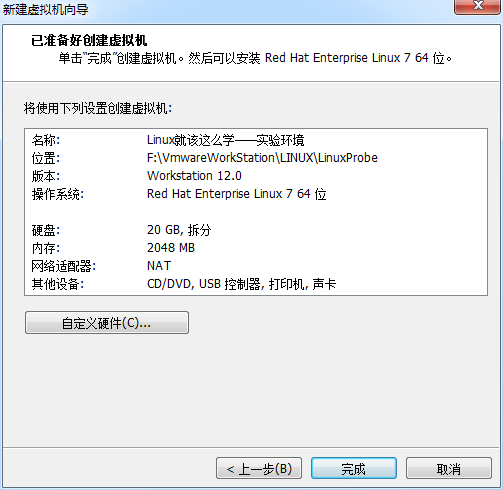 新建虚拟机向导
已准备好创建虚拟机
单击“完成”创建虚拟机。然后可以安装 Red Hat Enterprise Linux 7 64 位。
将使用下列设置创建虚拟机:
名称: Linux就该这么学——实验环境
位置: F:\VmwareWorkStation\LINUX\LinuxProbe
版本: Workstation 12.0
操作系统: Red Hat Enterprise Linux 7 64 位
硬盘: 20 GB, 拆分
内存: 2048 MB
网络适配器: NAT
其他设备: CD/DVD, USB 控制器, 打印机, 声卡
自定义硬件(C)...
< 上一步(B) 完成 取消